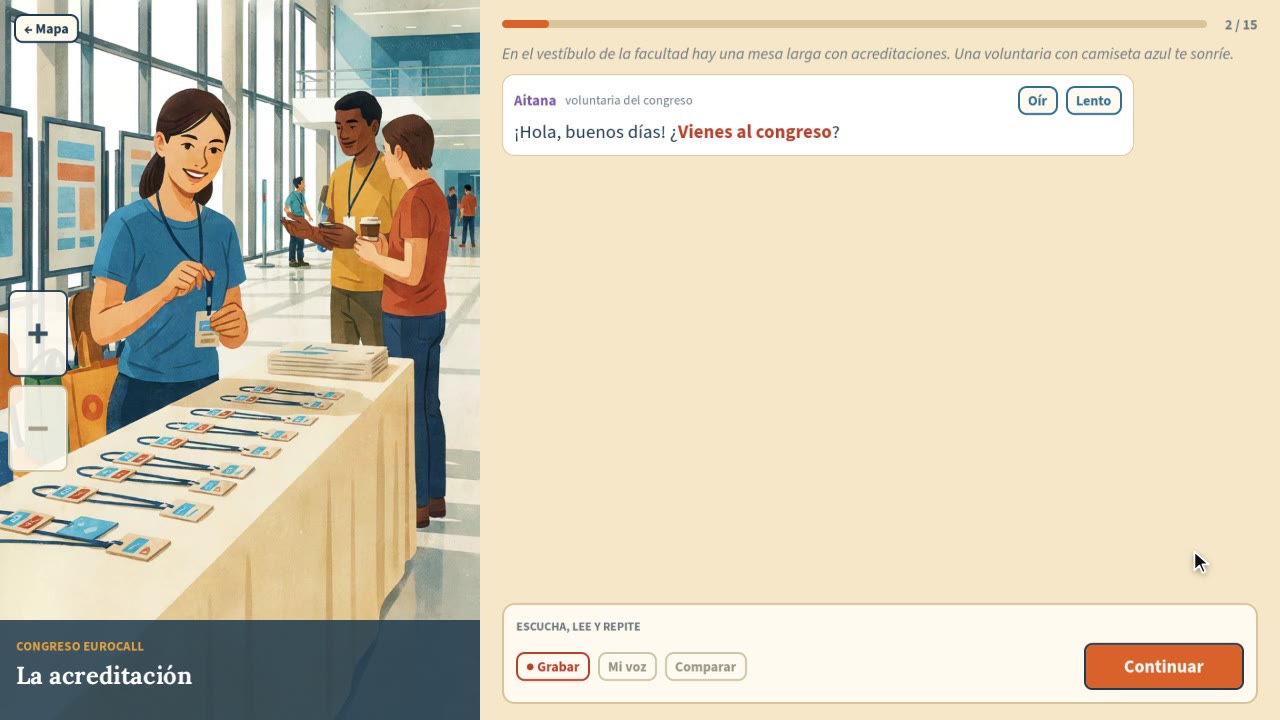 ← Mapa
2 / 15
En el vestíbulo de la facultad hay una mesa larga con acreditaciones. Una voluntaria con camiseta azul te sonríe.
Aitana voluntaria del congreso
Oír
Lento
¡Hola, buenos días! ¿Vienes al congreso?
+
−
ESCUCHA, LEE Y REPITE
● Grabar
Mi voz
Comparar
Continuar
CONGRESO EUROCALL
La acreditación